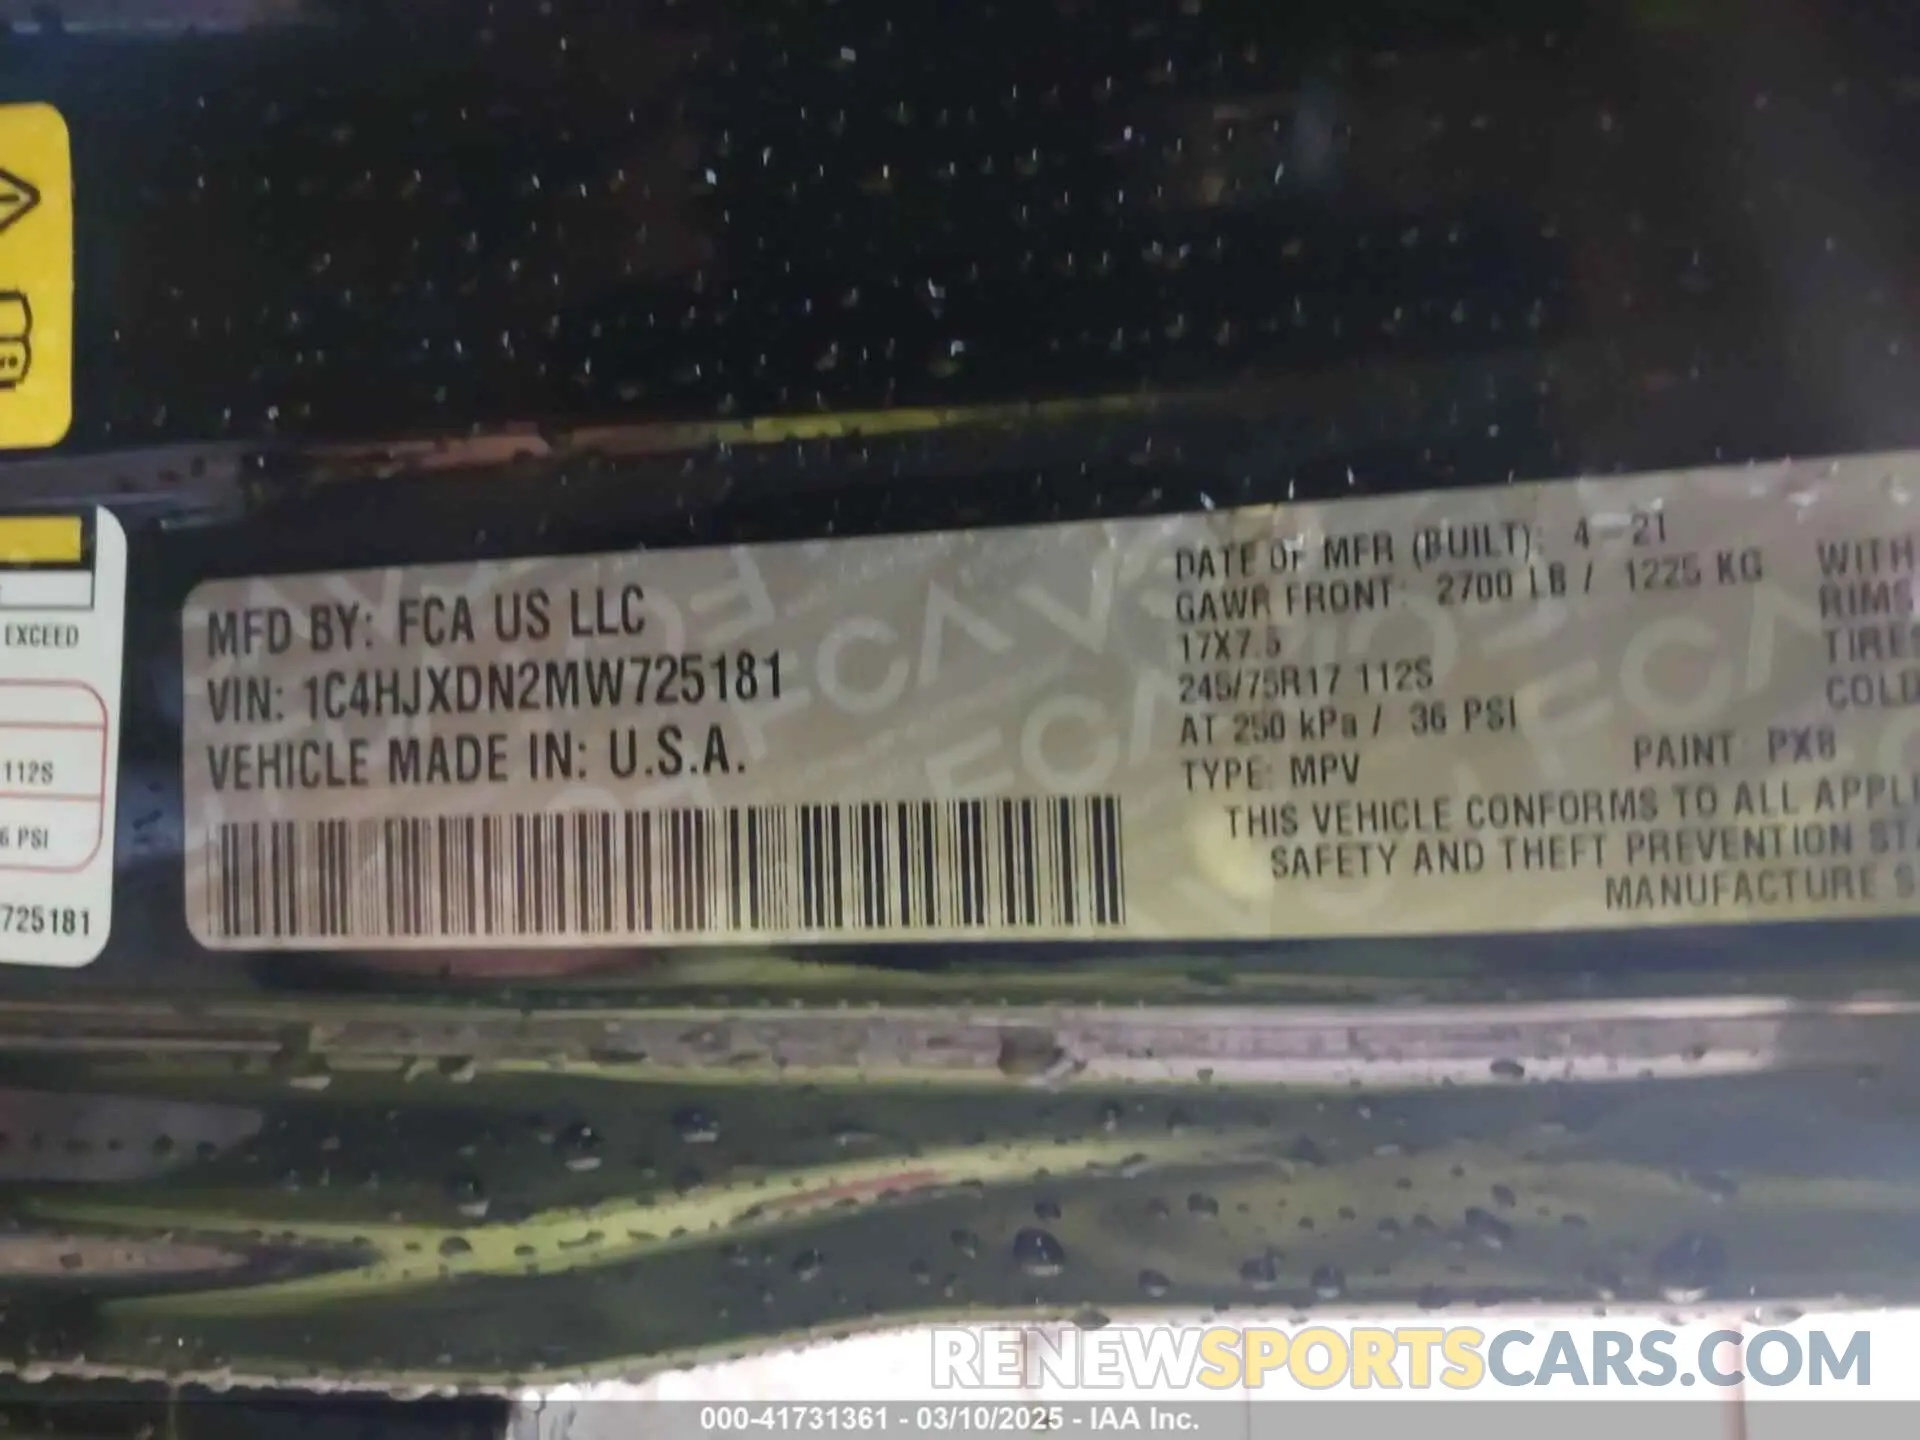 EXCEED
112S
6 PSI
725181
MFD BY: FCA US LLC
VIN: 1C4HJXDN2MW725181
VEHICLE MADE IN: U.S.A.
DATE OF MFR (BUILT): 4-21
GAWR FRONT: 2700 LB / 1225 KG WITH
17X7.5 RIMS
245/75R17 112S TIRES
AT 250 kPa / 36 PSI COLD
TYPE: MPV PAINT: PX8
THIS VEHICLE CONFORMS TO ALL APPLI
SAFETY AND THEFT PREVENTION STA
MANUFACTURE S
RENEWSPORTSCARS.COM
000-41731361 - 03/10/2025 - IAA Inc.